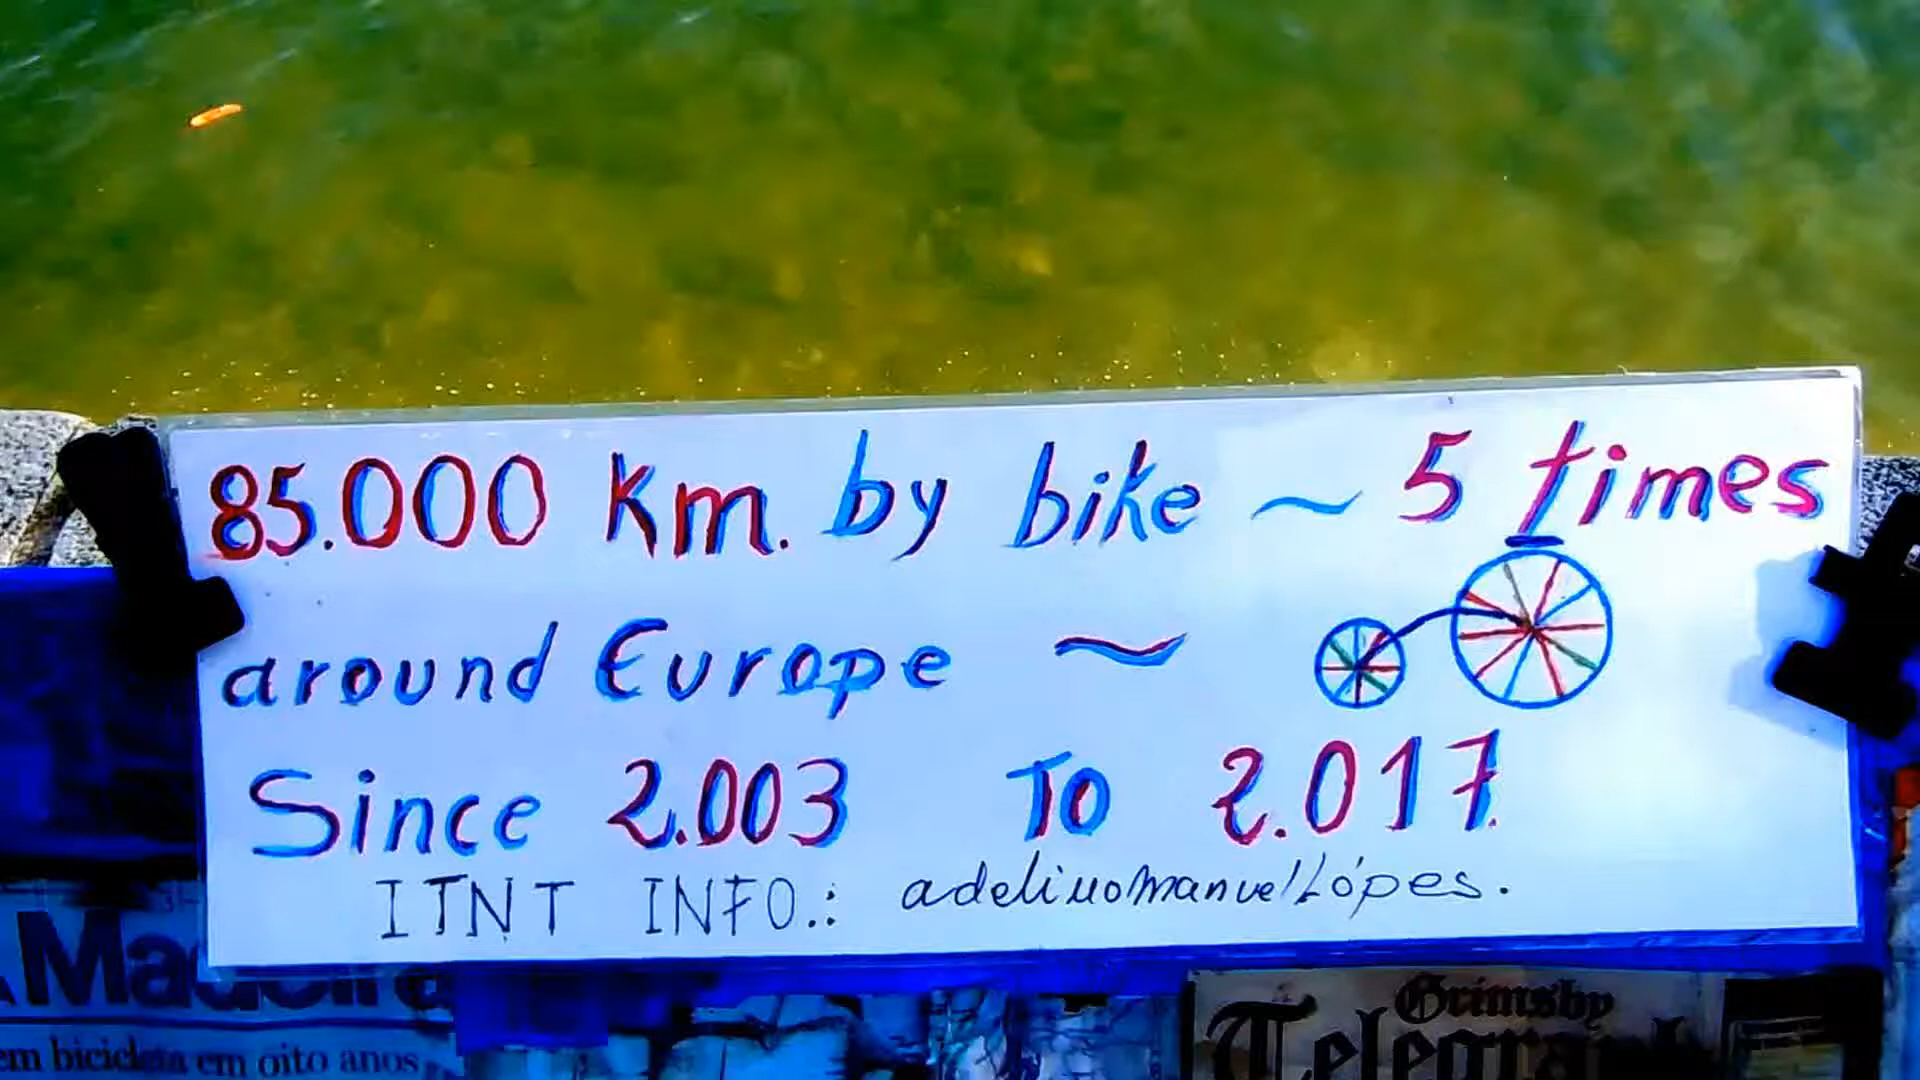 85.000 Km. by bike ~ 5 times
around Europe ~
Since 2.003 To 2.017.
ITNT INFO.: adelinomanuelLópes.
Madeira
em bicicleta em oito anos
Grimsby
Telegraph